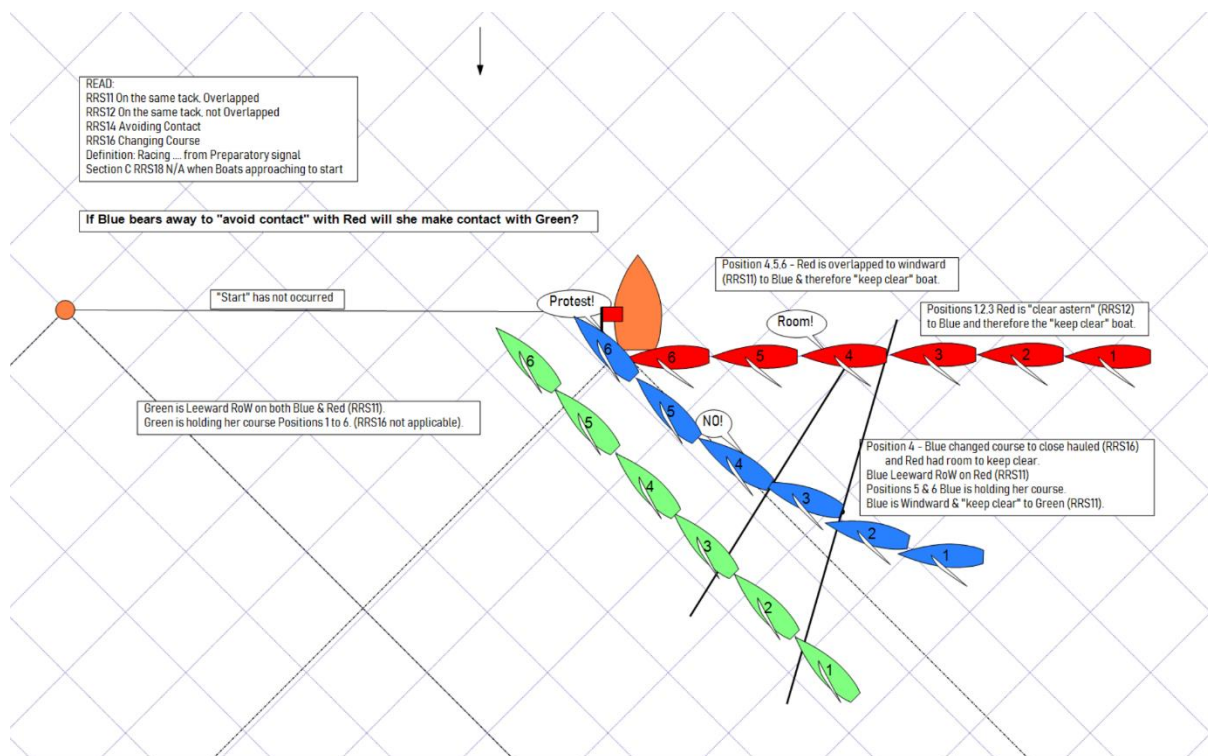 READ:
RRS11 On the same tack, Overlapped
RRS12 On the same tack, not Overlapped
RRS14 Avoiding Contact
RRS16 Changing Course
Definition: Racing .... from Preparatory signal
Section C RRS18 N/A when Boats approaching to start
If Blue bears away to "avoid contact" with Red will she make contact with Green?
Position 4,5,6 - Red is overlapped to windward
(RRS11) to Blue & therefore "keep clear" boat.
"Start" has not occurred
Protest!
Room!
Positions 1,2,3 Red is "clear astern" (RRS12)
to Blue and therefore the "keep clear" boat.
6
5
4
3
2
1
6
5
4
3
2
1
6
5
4
3
2
1
NO!
Green is Leeward RoW on both Blue & Red (RRS11).
Green is holding her course Positions 1 to 6. (RRS16 not applicable).
Position 4 - Blue changed course to close hauled (RRS16)
and Red had room to keep clear.
Blue Leeward RoW on Red (RRS11)
Positions 5 & 6 Blue is holding her course.
Blue is Windward & "keep clear" to Green (RRS11).